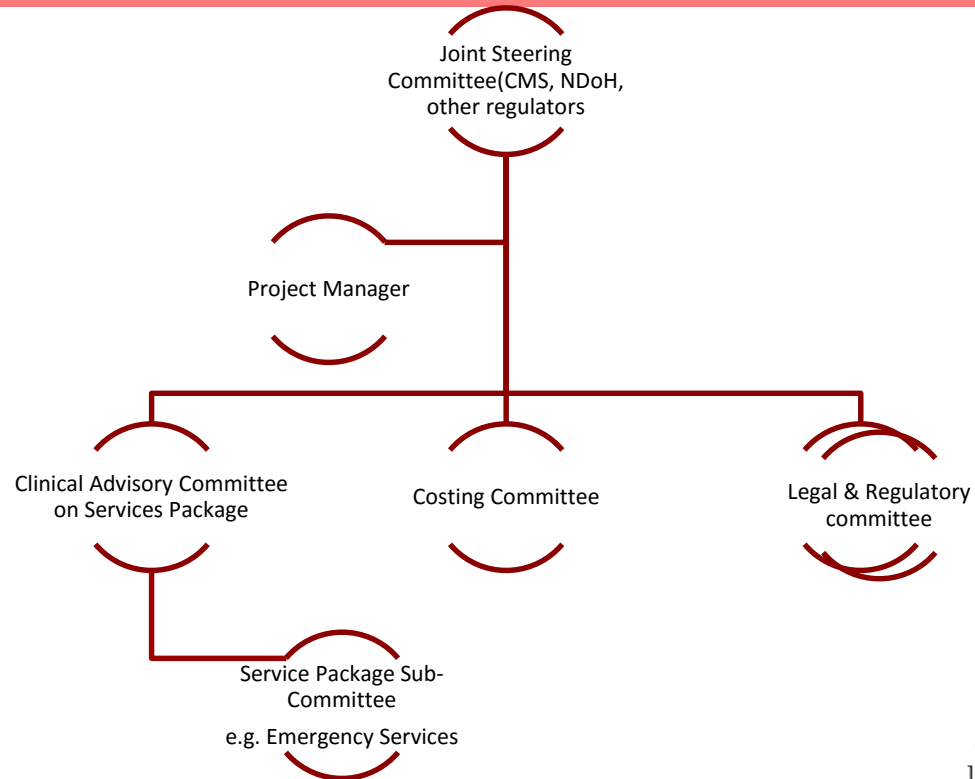 Joint Steering
Committee(CMS, NDoH,
other regulators
Project Manager
Clinical Advisory Committee
on Services Package
Costing Committee
Legal & Regulatory
committee
Service Package Sub-
Committee
e.g. Emergency Services